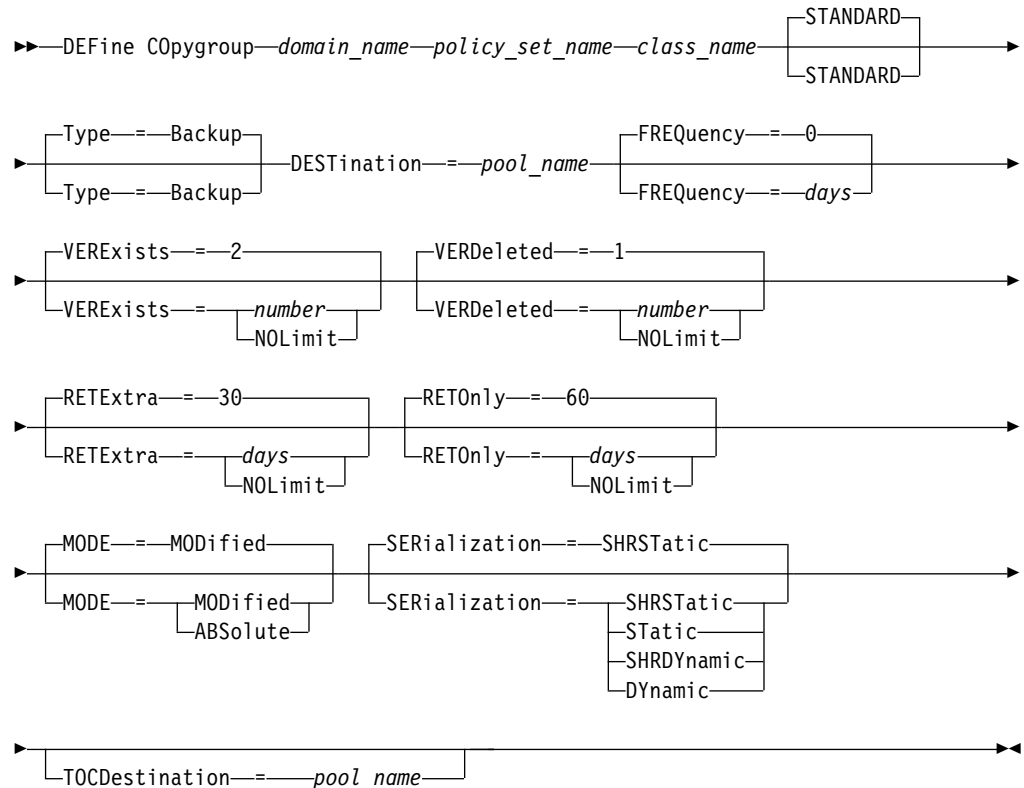 STANDARD
DEFine COpygroup domain_name policy_set_name class_name
STANDARD
Type = Backup FREQuency = 0
DESTination = pool_name
Type = Backup FREQuency = days
VERExists = 2 VERDeleted = 1
VERExists = number VERDeleted = number
NOLimit NOLimit
RETExtra = 30 RETOnly = 60
RETExtra = days RETOnly = days
NOLimit NOLimit
MODE = MODified SERialization = SHRSTatic
MODE = MODified SERialization = SHRSTatic
ABSolute STatic
SHRDYnamic
DYnamic
TOCDestination = pool_name